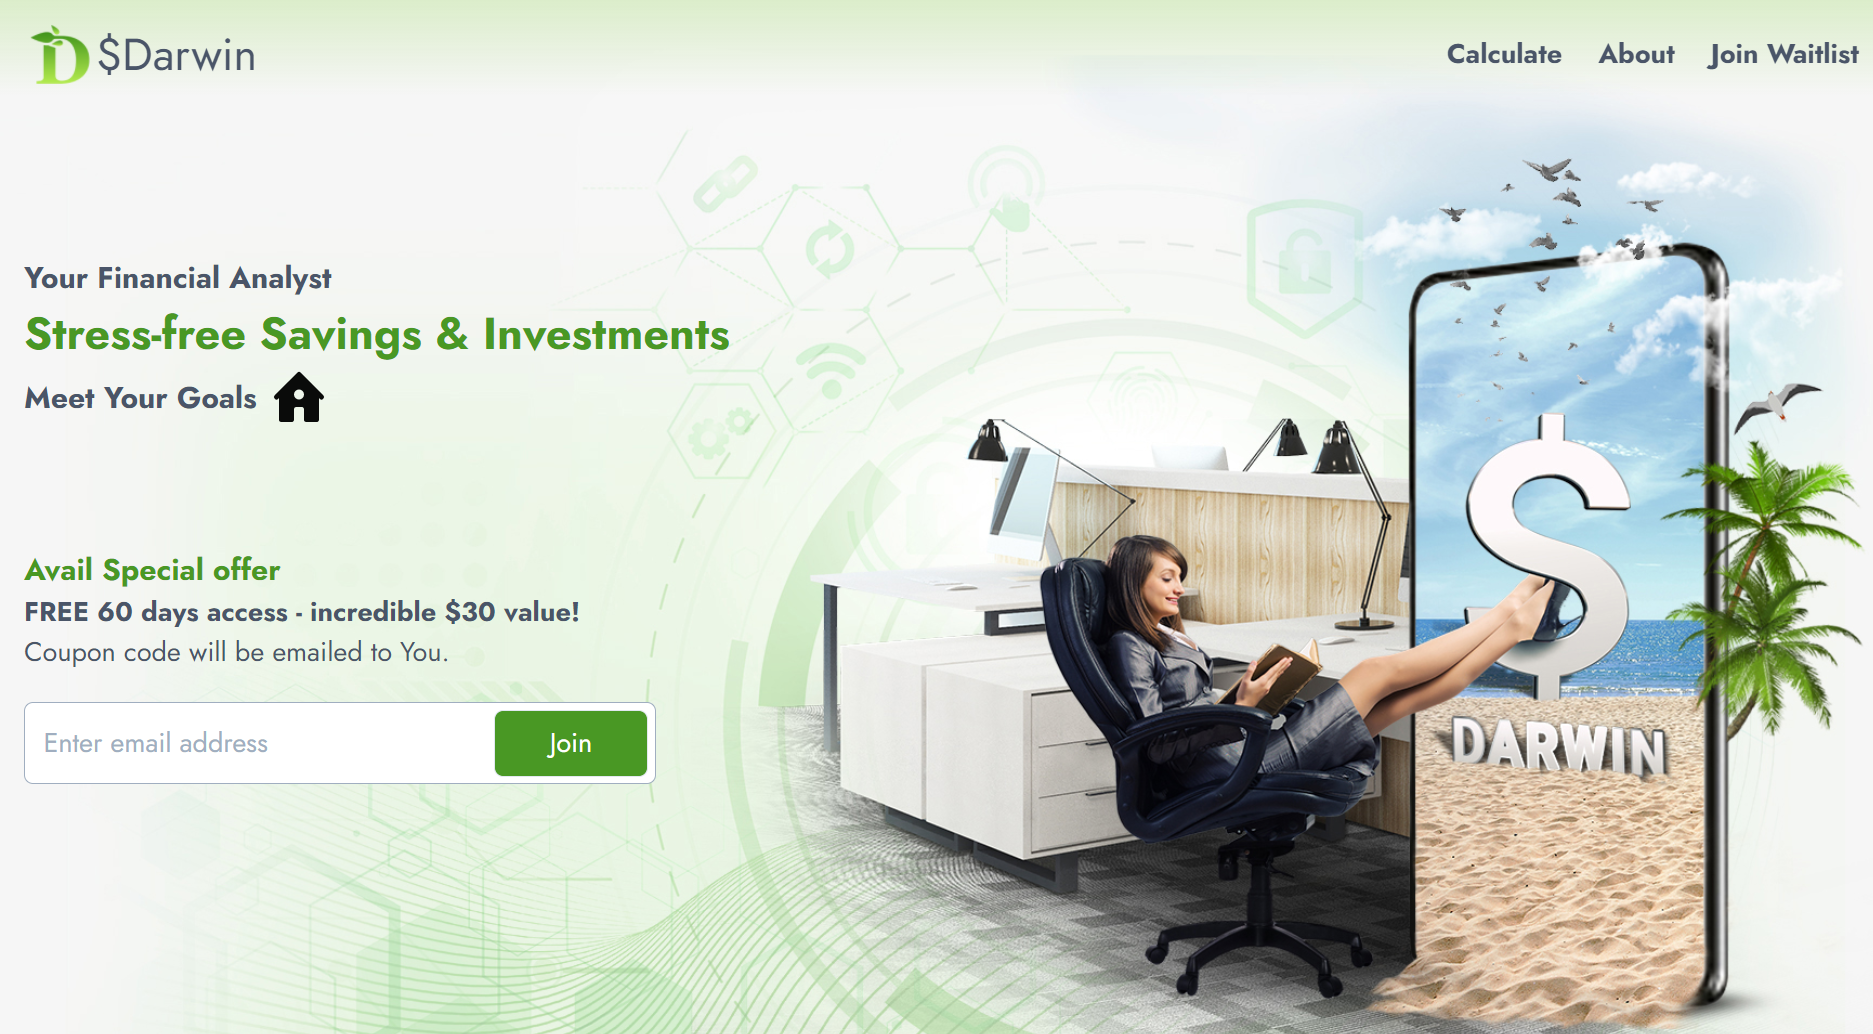 $Darwin
Calculate About Join Waitlist
Your Financial Analyst
Stress-free Savings & Investments
Meet Your Goals
Avail Special offer
FREE 60 days access - incredible $30 value!
Coupon code will be emailed to You.
Enter email address
Join
$
DARWIN